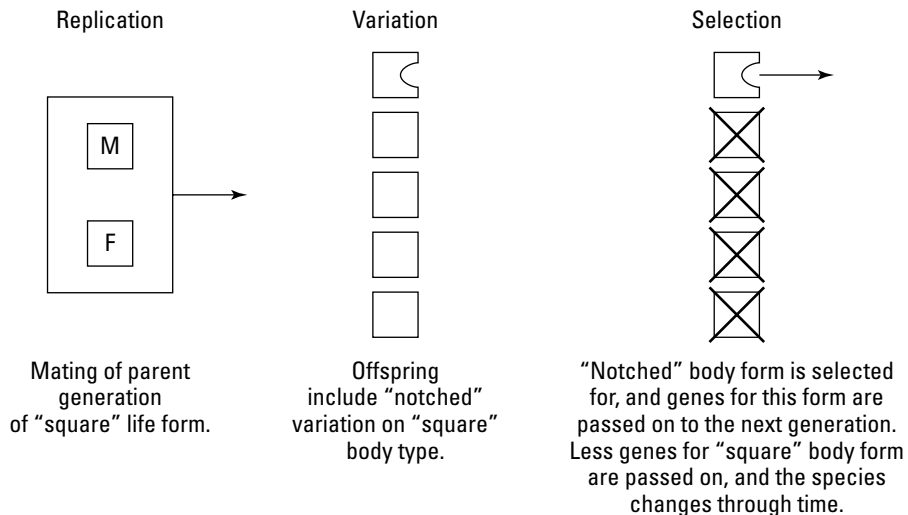 Replication
M
F
Mating of parent
generation
of “square” life form.
Variation
Offspring
include “notched”
variation on “square”
body type.
Selection
“Notched” body form is selected
for, and genes for this form are
passed on to the next generation.
Less genes for “square” body form
are passed on, and the species
changes through time.